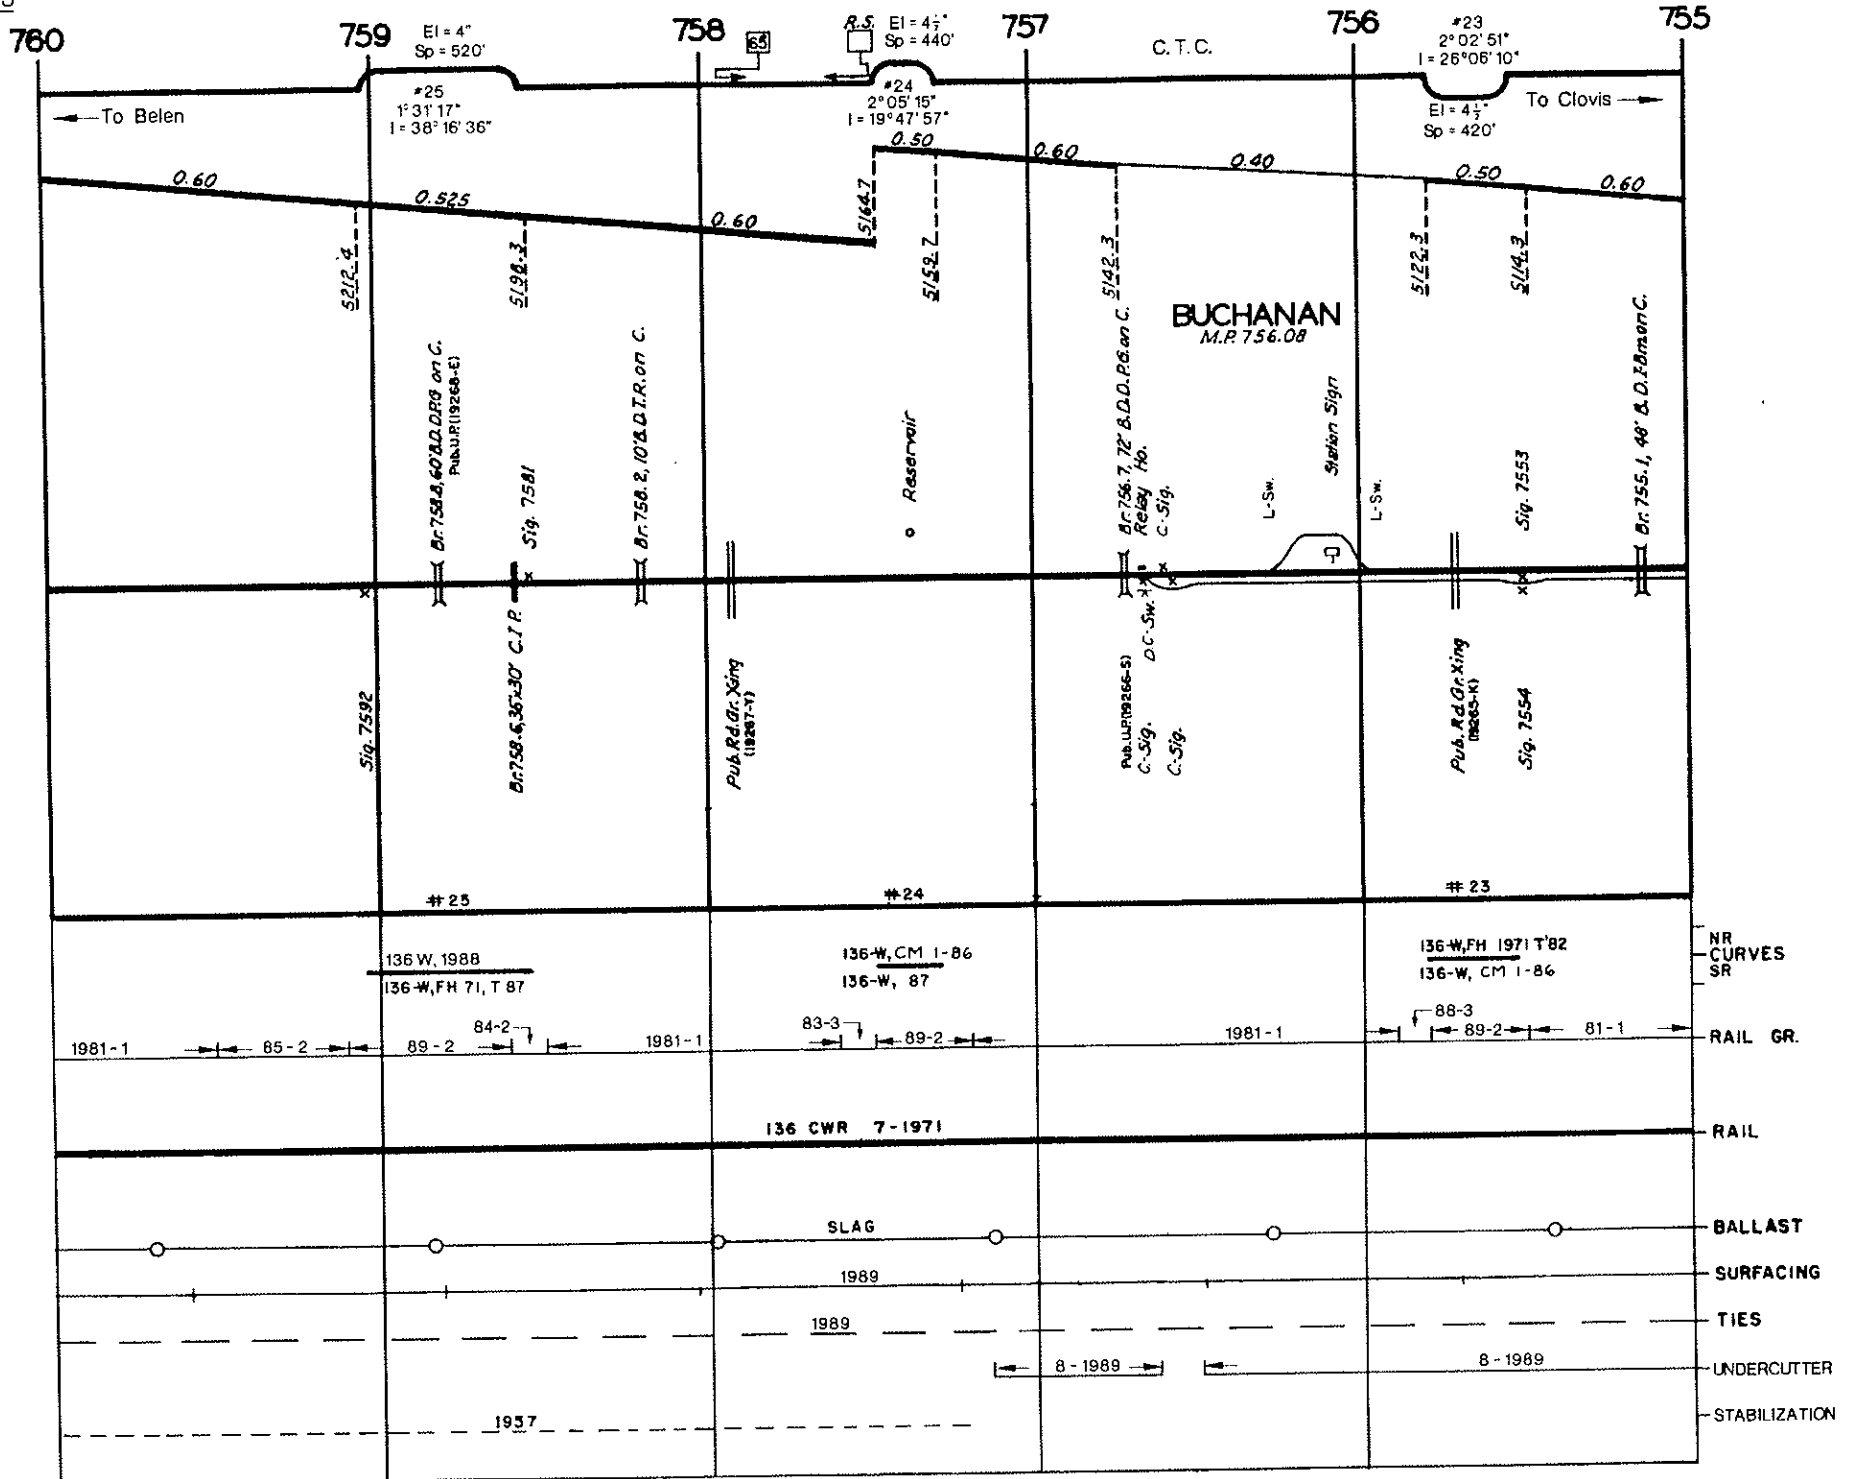 760
759
758
757
756
755
El = 4"
Sp = 520'
65
R.S.
El = 4½"
Sp = 440'
C. T. C.
#23
2° 02' 51"
I = 26°06' 10"
To Belen
#25
1° 31' 17"
I = 38° 16' 36"
#24
2° 05' 15"
I = 19° 47' 57"
El = 4½"
Sp = 420'
To Clovis
0.60
0.525
0.60
0.50
0.60
0.40
0.50
0.60
5212.4
5198.3
5164.7
5159.7
5142.3
5122.3
5114.3
BUCHANAN
M.P. 756.08
Br. 758.8, 60' B.D.D.P.G on C.
Pub.U.P.(19268-E)
Sig. 7581
Br. 758.2, 10' B.D.T.R. on C.
Reservoir
Br. 756.7, 72' B.D.D.P.G. on C.
Relay Ho.
C-Sig.
L-Sw.
Station Sign
L-Sw.
Sig. 7553
Br. 755.1, 48' B.D.I-Bm on C.
Sig. 7592
Br. 758.6, 36"x30' C.I.P.
Pub. Rd. Gr. Xing
(19267-Y)
Pub.U.P.(19266-S)
D.C-Sw.
C-Sig.
C-Sig.
Pub. Rd. Gr. Xing
(19265-K)
Sig. 7554
#25
#24
#23
136 W, 1988
136-W,FH 71, T 87
136-W, CM 1-86
136-W, 87
136-W,FH 1971 T'82
136-W, CM 1-86
NR
CURVES
SR
1981-1
85-2
89-2
84-2
1981-1
83-3
89-2
1981-1
88-3
89-2
81-1
RAIL GR.
136 CWR 7-1971
RAIL
SLAG
BALLAST
1989
SURFACING
1989
TIES
8-1989
8-1989
UNDERCUTTER
1937
STABILIZATION